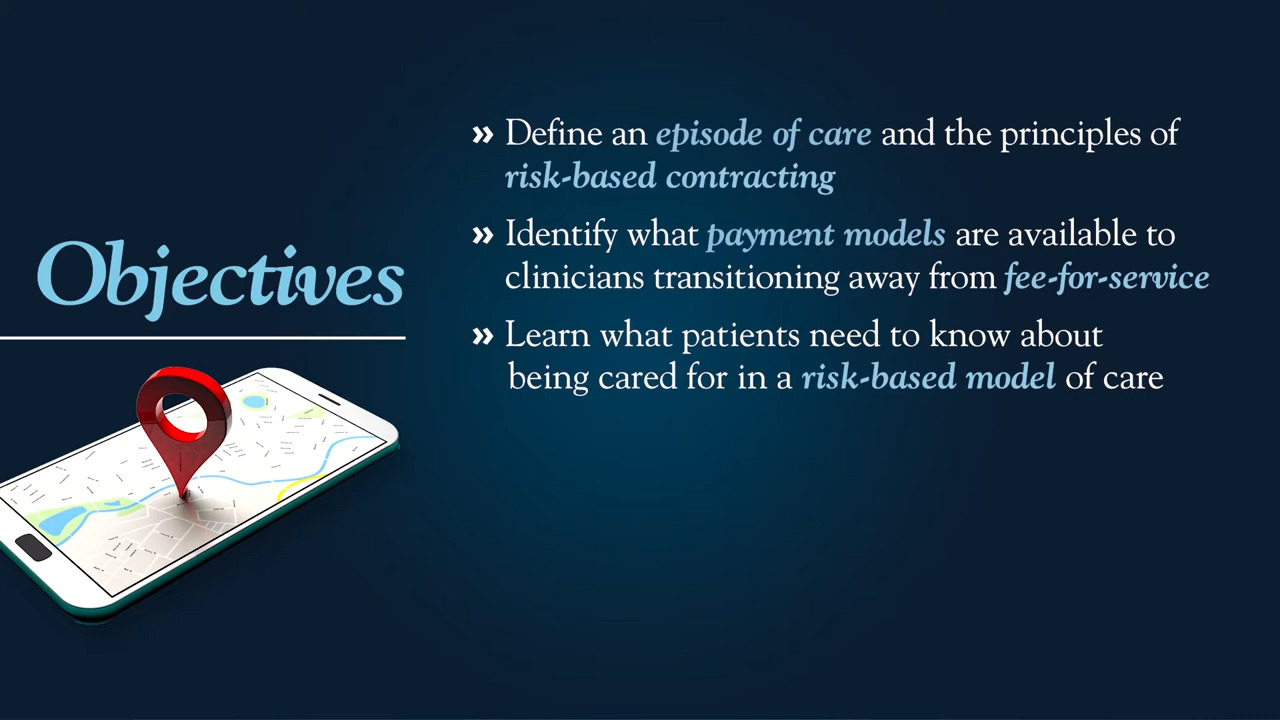 Objectives
» Define an episode of care and the principles of
risk-based contracting
» Identify what payment models are available to
clinicians transitioning away from fee-for-service
» Learn what patients need to know about
being cared for in a risk-based model of care